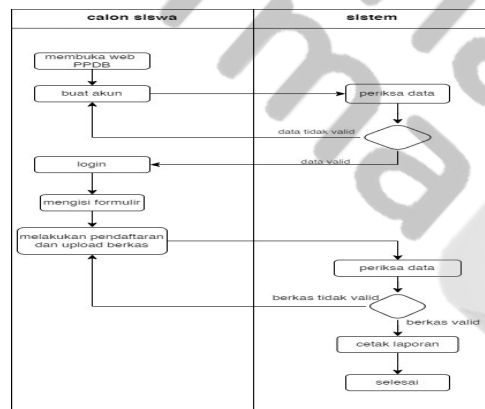 calon siswa
sistem
membuka web
PPDB
buat akun
periksa data
data tidak valid
login
data valid
mengisi formulir
melakukan pendaftaran
dan upload berkas
periksa data
berkas tidak valid
berkas valid
cetak laporan
selesai